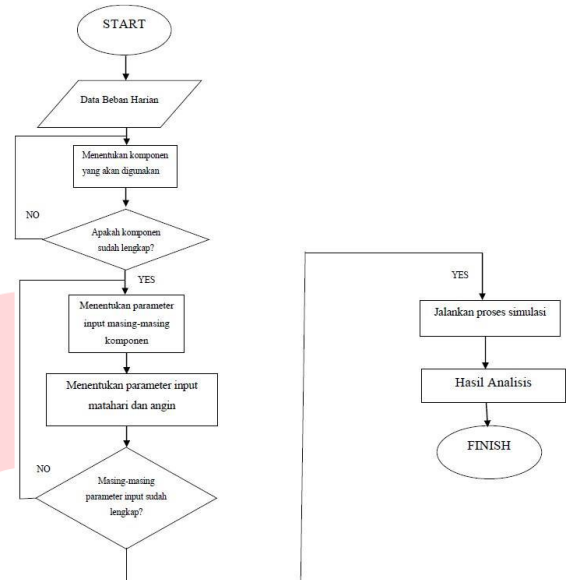 START
Data Beban Harian
Menentukan komponen
yang akan digunakan
NO
Apakah komponen
sudah lengkap?
YES
Menentukan parameter
input masing-masing
komponen
Menentukan parameter input
matahari dan angin
NO
Masing-masing
parameter input sudah
lengkap?
YES
Jalankan proses simulasi
Hasil Analisis
FINISH